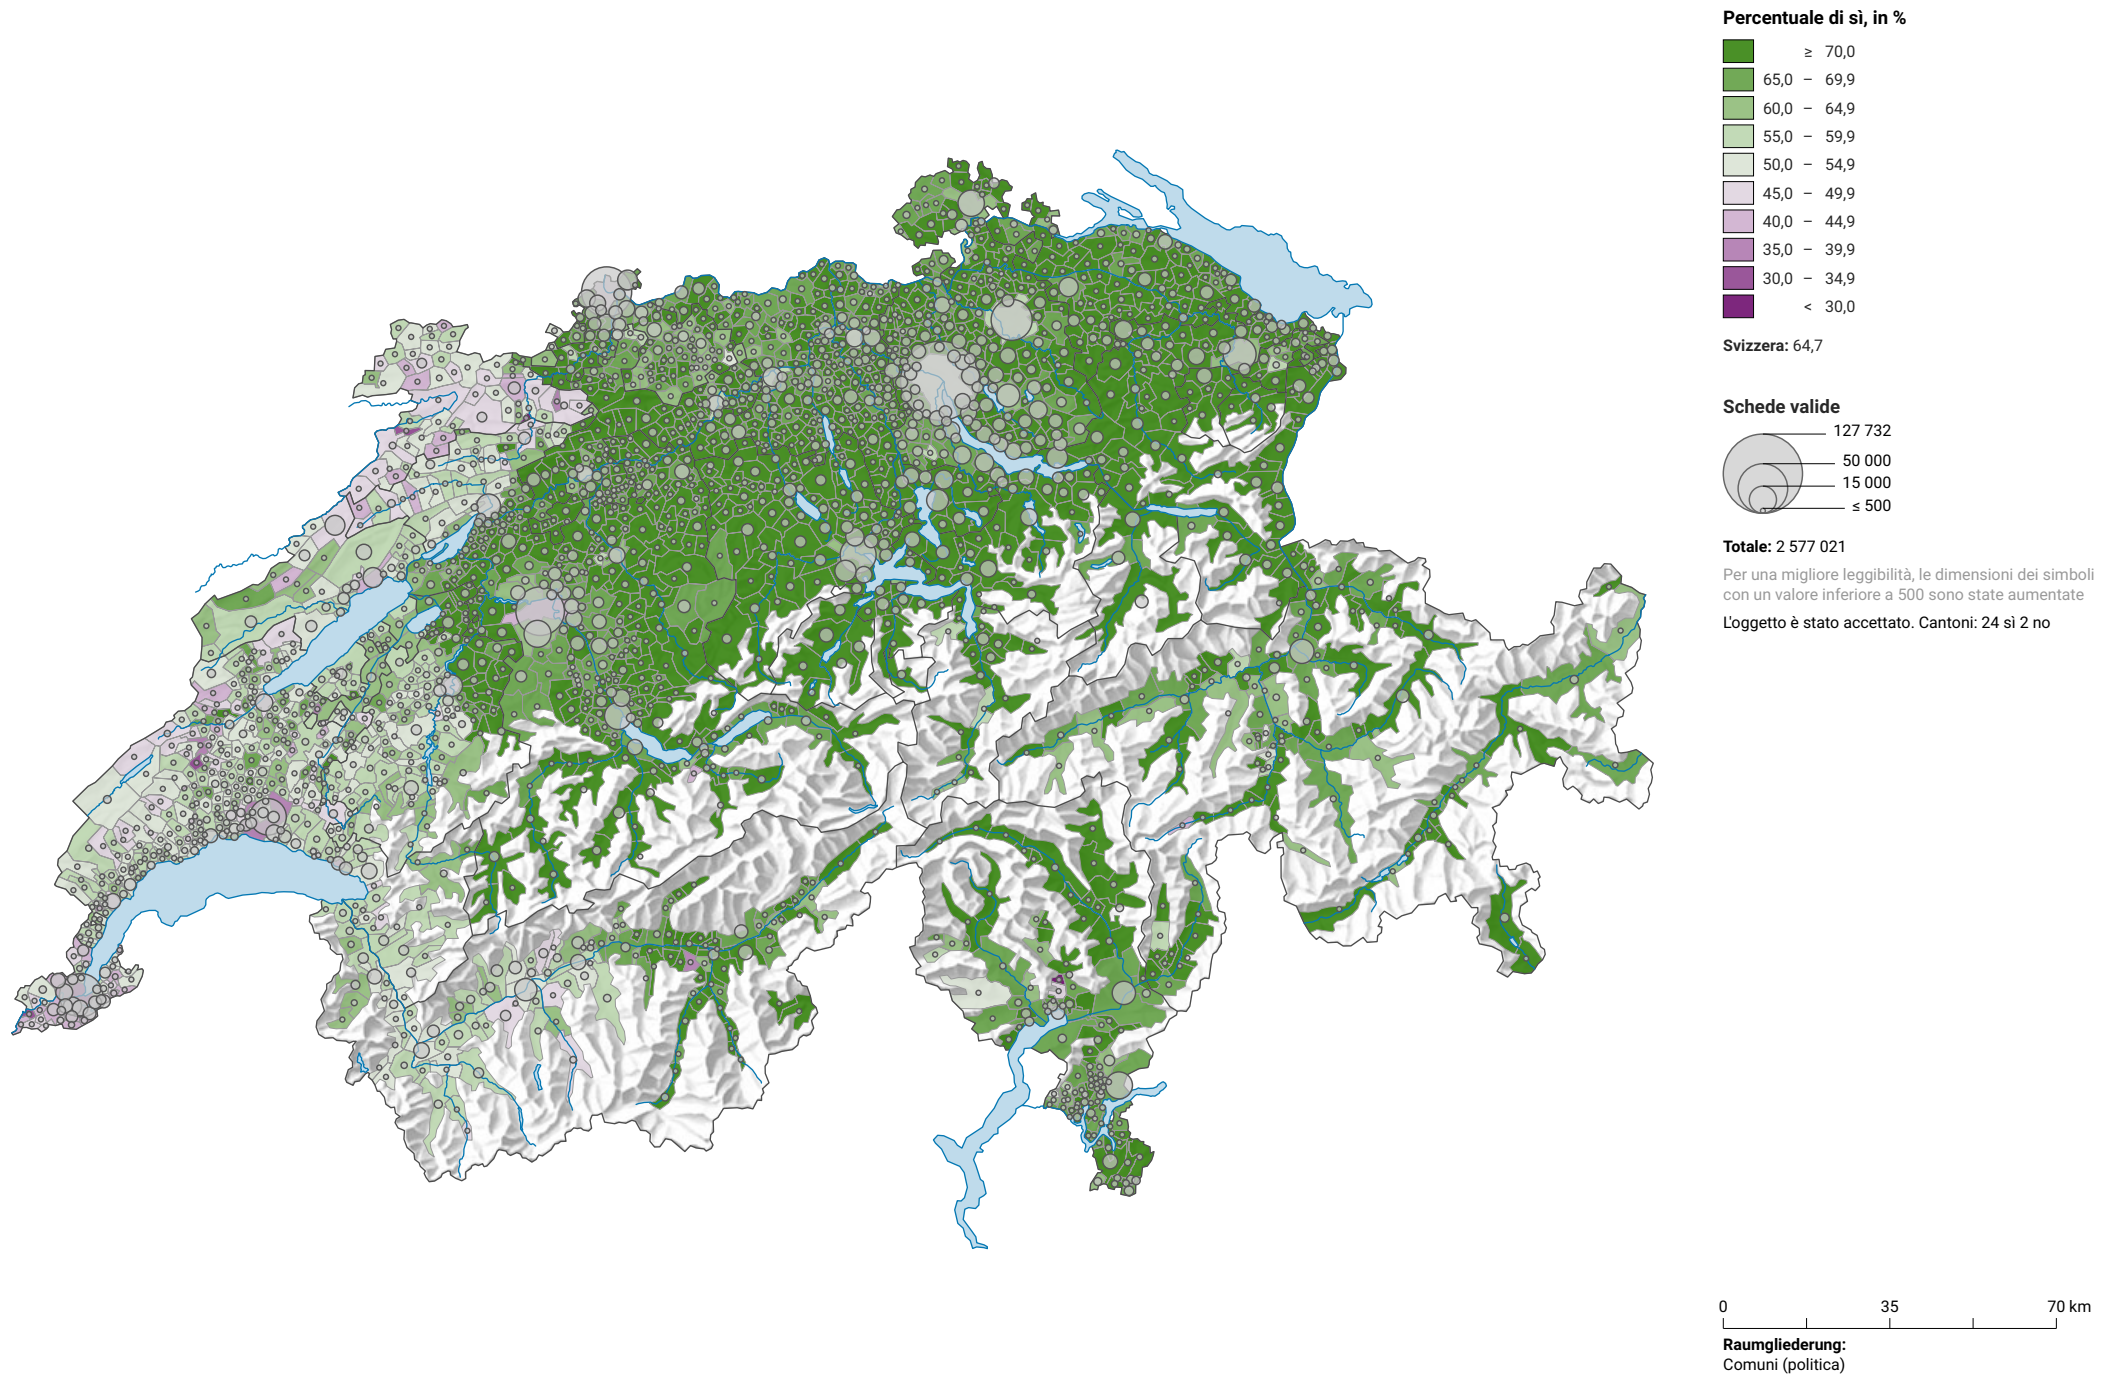 Percentuale di sì, in %
≥ 70,0
65,0 – 69,9
60,0 – 64,9
55,0 – 59,9
50,0 – 54,9
45,0 – 49,9
40,0 – 44,9
35,0 – 39,9
30,0 – 34,9
< 30,0
Svizzera: 64,7
Schede valide
127 732
50 000
15 000
≤ 500
Totale: 2 577 021
Per una migliore leggibilità, le dimensioni dei simboli
con un valore inferiore a 500 sono state aumentate
L'oggetto è stato accettato. Cantoni: 24 sì 2 no
0 35 70 km
Raumgliederung:
Comuni (politica)